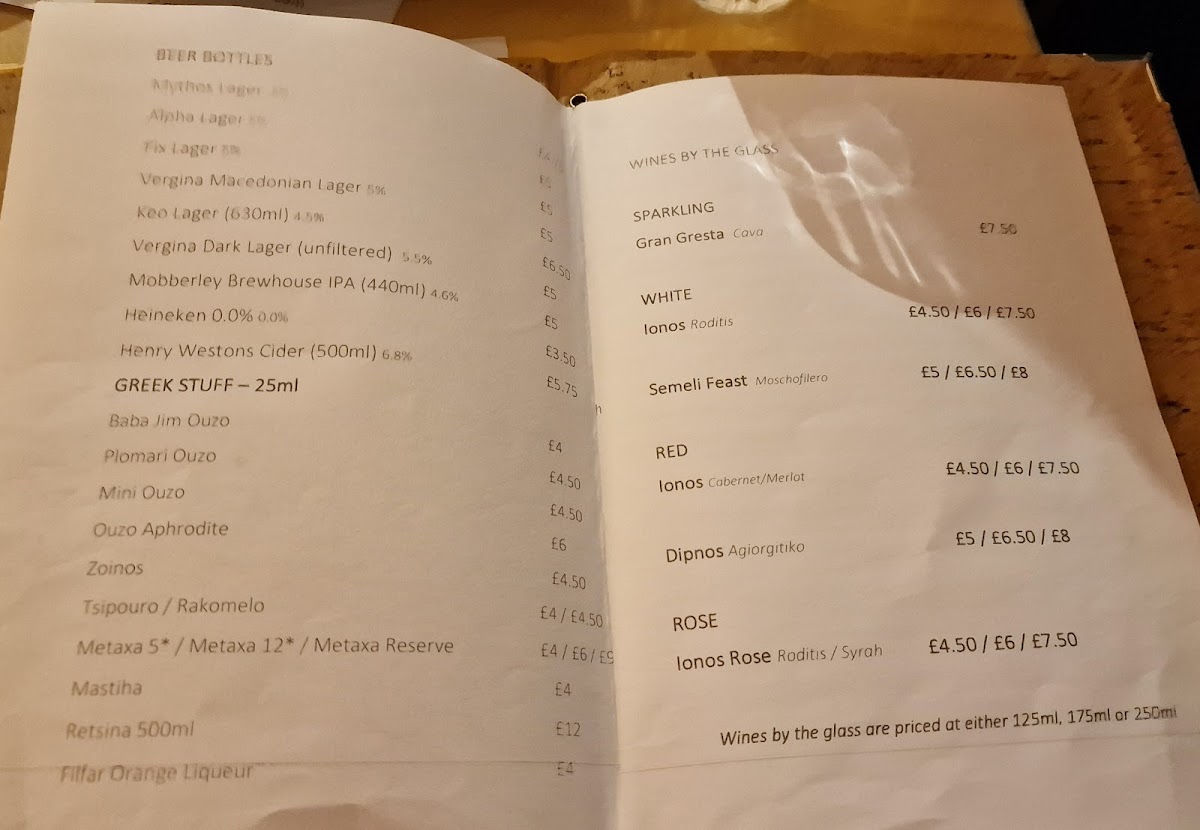 BEER BOTTLES
Mythos Lager
Alpha Lager 5% £5
Fix Lager 5% £5
Vergina Macedonian Lager 5% £5
Keo Lager (630ml) 4.5% £6.50
Vergina Dark Lager (unfiltered) 5.5% £5
Mobberley Brewhouse IPA (440ml) 4.6% £5
Heineken 0.0% 0.0% £3.50
Henry Westons Cider (500ml) 6.8% £5.75
GREEK STUFF – 25ml
Baba Jim Ouzo £4
Plomari Ouzo £4.50
Mini Ouzo £4.50
Ouzo Aphrodite £6
Zoinos £4.50
Tsipouro / Rakomelo £4 / £4.50
Metaxa 5* / Metaxa 12* / Metaxa Reserve £4 / £6 / £9
Mastiha £4
Retsina 500ml £12
Filfar Orange Liqueur £4
WINES BY THE GLASS
SPARKLING
Gran Gresta Cava £7.50
WHITE
Ionos Roditis £4.50 / £6 / £7.50
Semeli Feast Moschofilero £5 / £6.50 / £8
RED
Ionos Cabernet/Merlot £4.50 / £6 / £7.50
Dipnos Agiorgitiko £5 / £6.50 / £8
ROSE
Ionos Rose Roditis / Syrah £4.50 / £6 / £7.50
Wines by the glass are priced at either 125ml, 175ml or 250ml